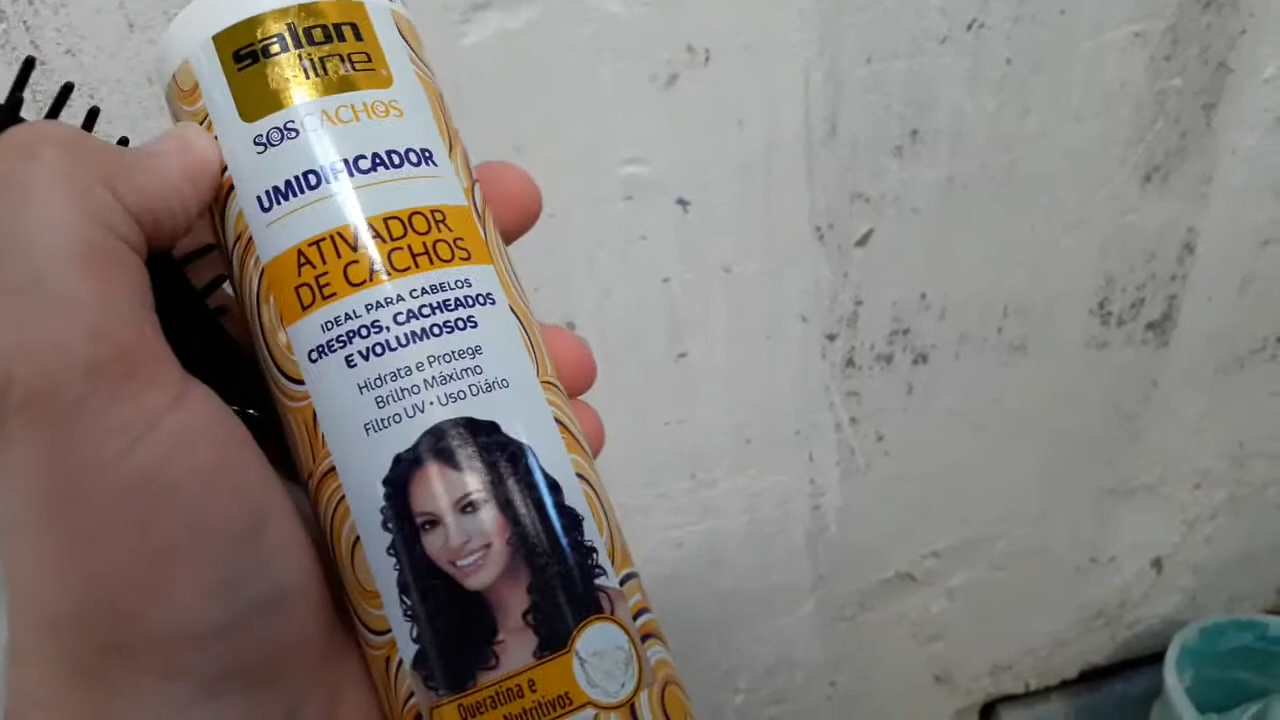 salon
line
SOS CACHOS
UMIDIFICADOR
ATIVADOR
DE CACHOS
IDEAL PARA CABELOS
CRESPOS, CACHEADOS
E VOLUMOSOS
Hidrata e Protege
Brilho Máximo
Filtro UV • Uso Diário
Queratina e
Nutritivos